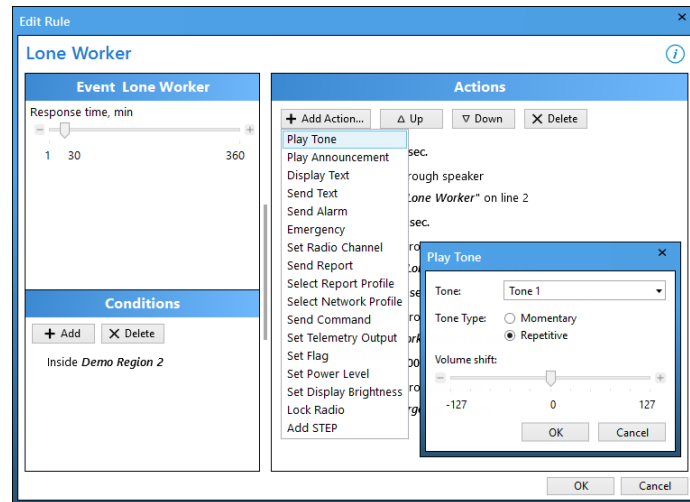 Edit Rule
Lone Worker
Event Lone Worker
Response time, min
1 30 360
Conditions
Add Delete
Inside Demo Region 2
Actions
Add Action... Up Down Delete
Play Tone
Play Announcement
Display Text
Send Text
Send Alarm
Emergency
Set Radio Channel
Send Report
Select Report Profile
Select Network Profile
Send Command
Set Telemetry Output
Set Flag
Set Power Level
Set Display Brightness
Lock Radio
Add STEP
sec.
rough speaker
Lone Worker" on line 2
sec.
Play Tone
Tone: Tone 1
Tone Type: Momentary
Repetitive
Volume shift:
-127 0 127
OK Cancel
OK Cancel